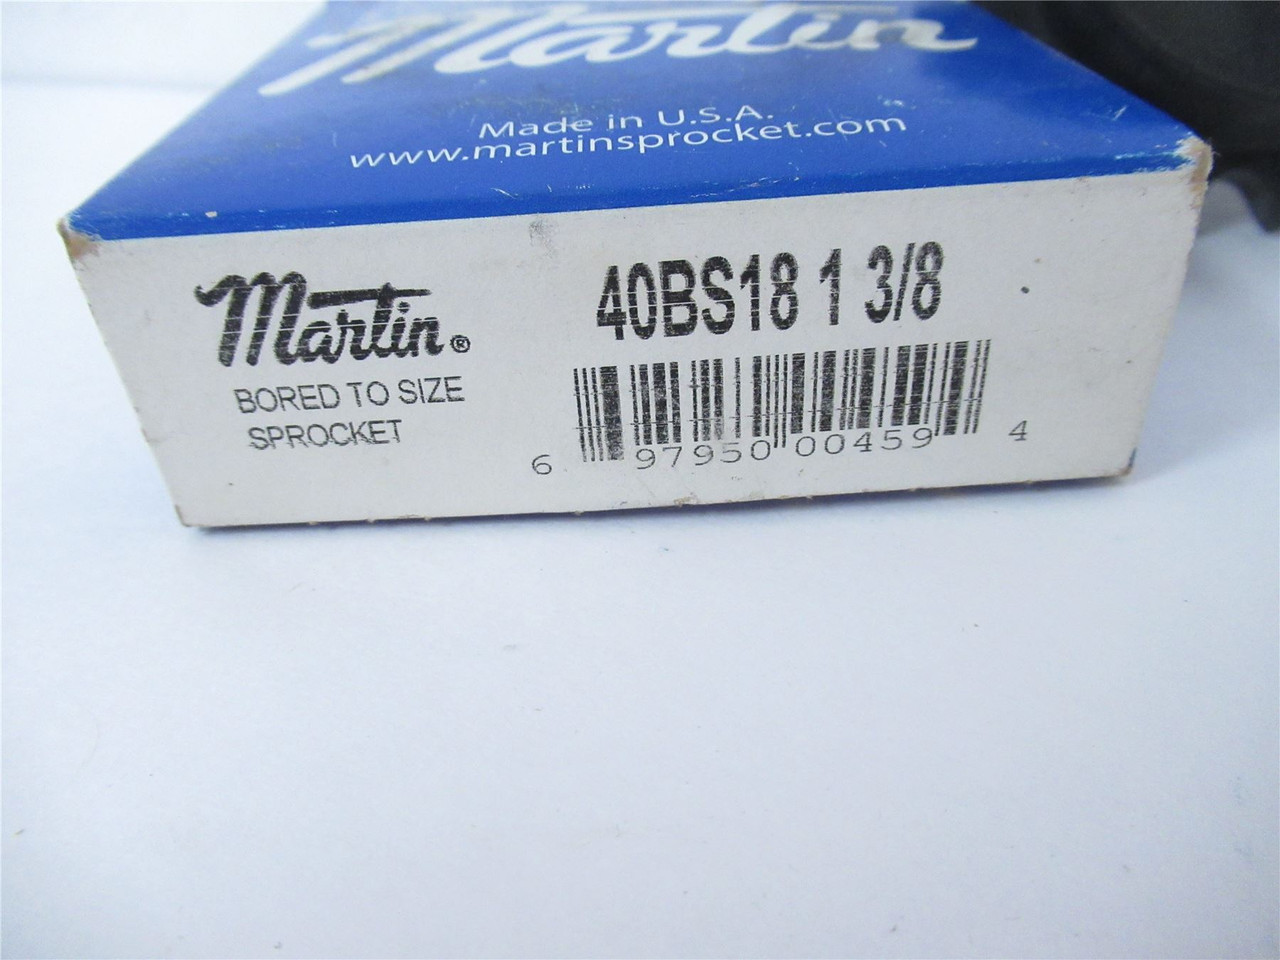 Martin
Made in U.S.A.
www.martinsprocket.com
Martin®
BORED TO SIZE
SPROCKET
40BS18 1 3/8
6 97950 00459 4